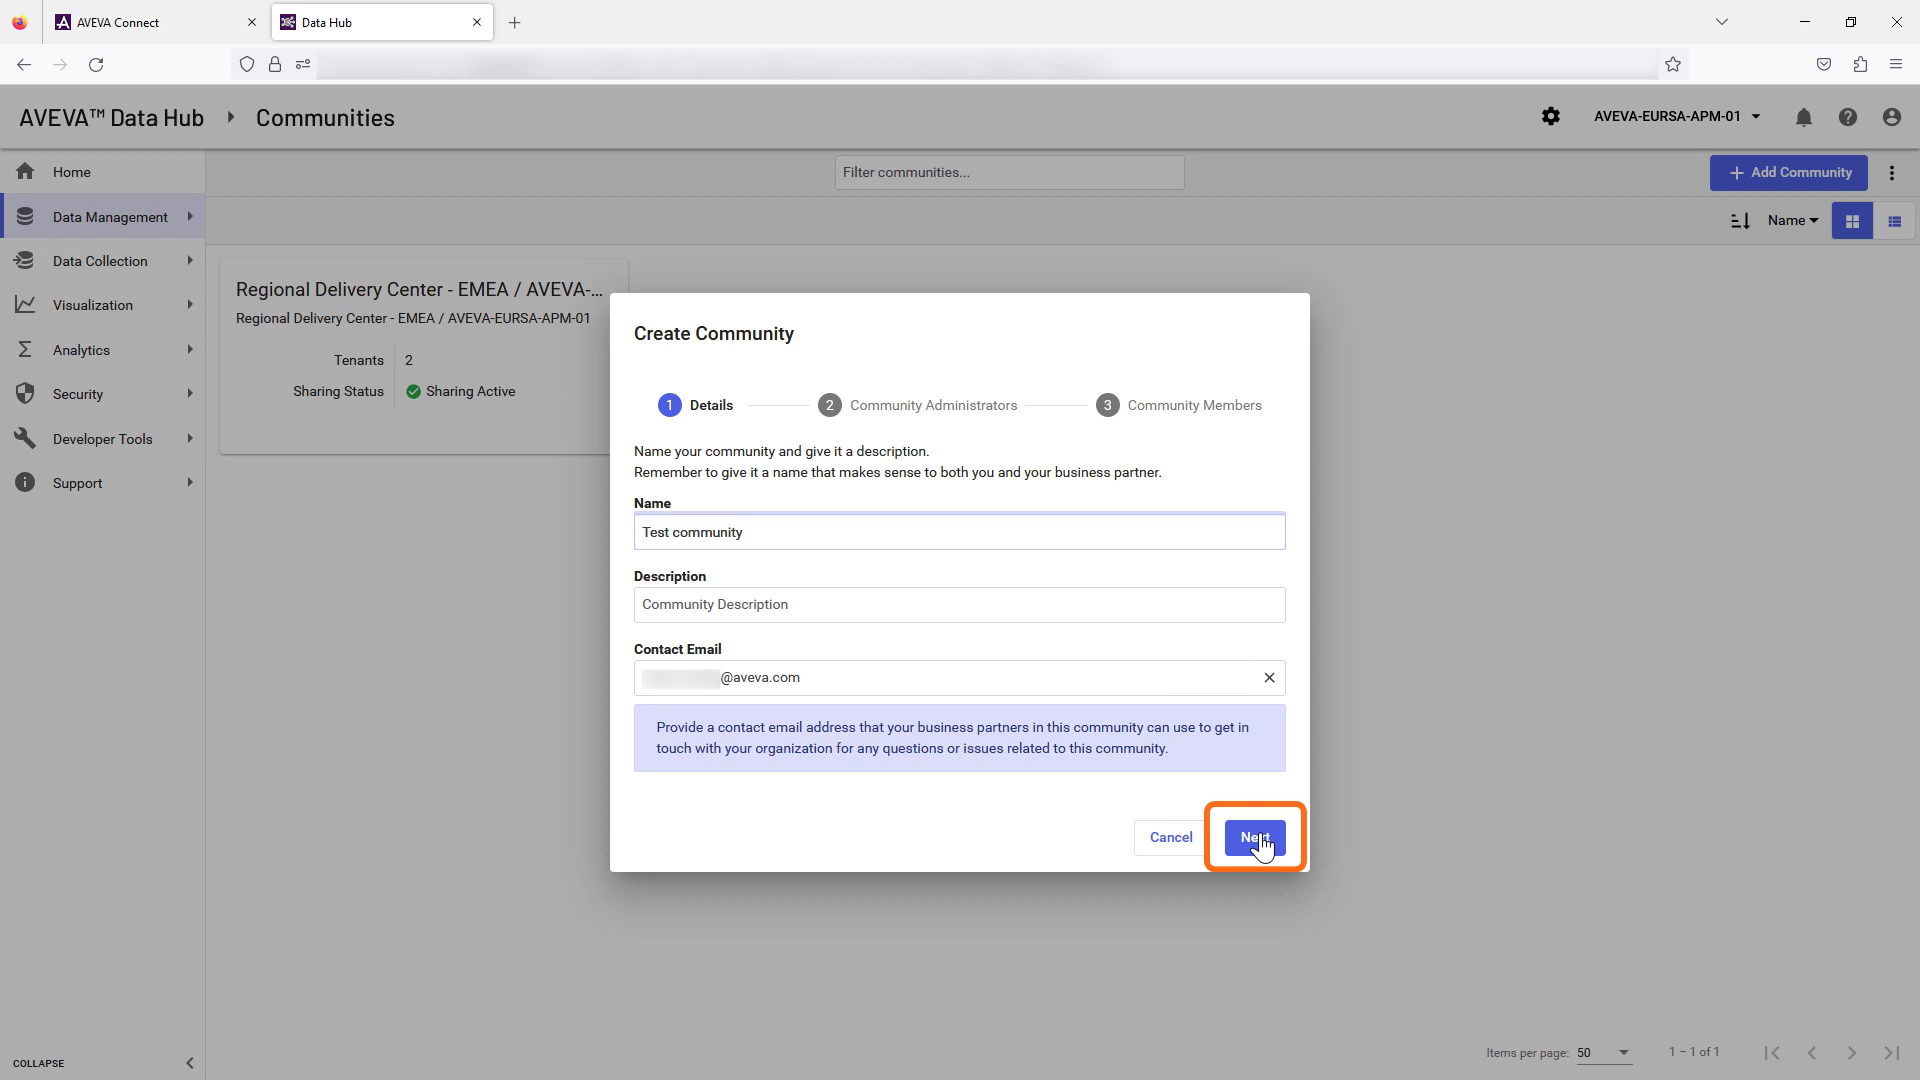 AVEVA Connect
Data Hub
AVEVA™ Data Hub
Communities
AVEVA-EURSA-APM-01
Home
Data Management
Data Collection
Visualization
Analytics
Security
Developer Tools
Support
COLLAPSE
Filter communities...
Add Community
Name
Regional Delivery Center - EMEA / AVEVA-...
Regional Delivery Center - EMEA / AVEVA-EURSA-APM-01
Tenants 2
Sharing Status Sharing Active
Create Community
1 Details
2 Community Administrators
3 Community Members
Name your community and give it a description.
Remember to give it a name that makes sense to both you and your business partner.
Name
Test community
Description
Community Description
Contact Email
@aveva.com
Provide a contact email address that your business partners in this community can use to get in
touch with your organization for any questions or issues related to this community.
Cancel
Next
Items per page: 50
1 – 1 of 1